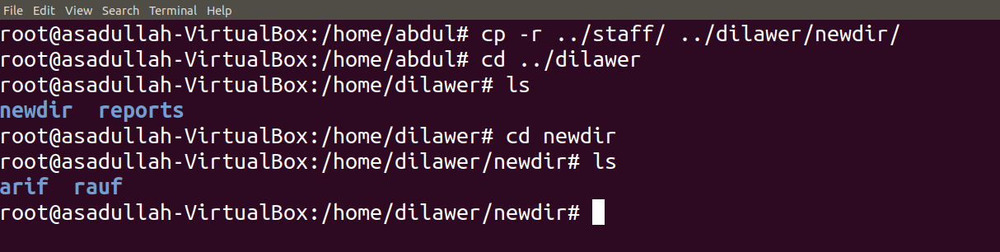 File Edit View Search Terminal Help
root@asadullah-VirtualBox:/home/abdul# cp -r ../staff/ ../dilawer/newdir/
root@asadullah-VirtualBox:/home/abdul# cd ../dilawer
root@asadullah-VirtualBox:/home/dilawer# ls
newdir  reports
root@asadullah-VirtualBox:/home/dilawer# cd newdir
root@asadullah-VirtualBox:/home/dilawer/newdir# ls
arif  rauf
root@asadullah-VirtualBox:/home/dilawer/newdir#